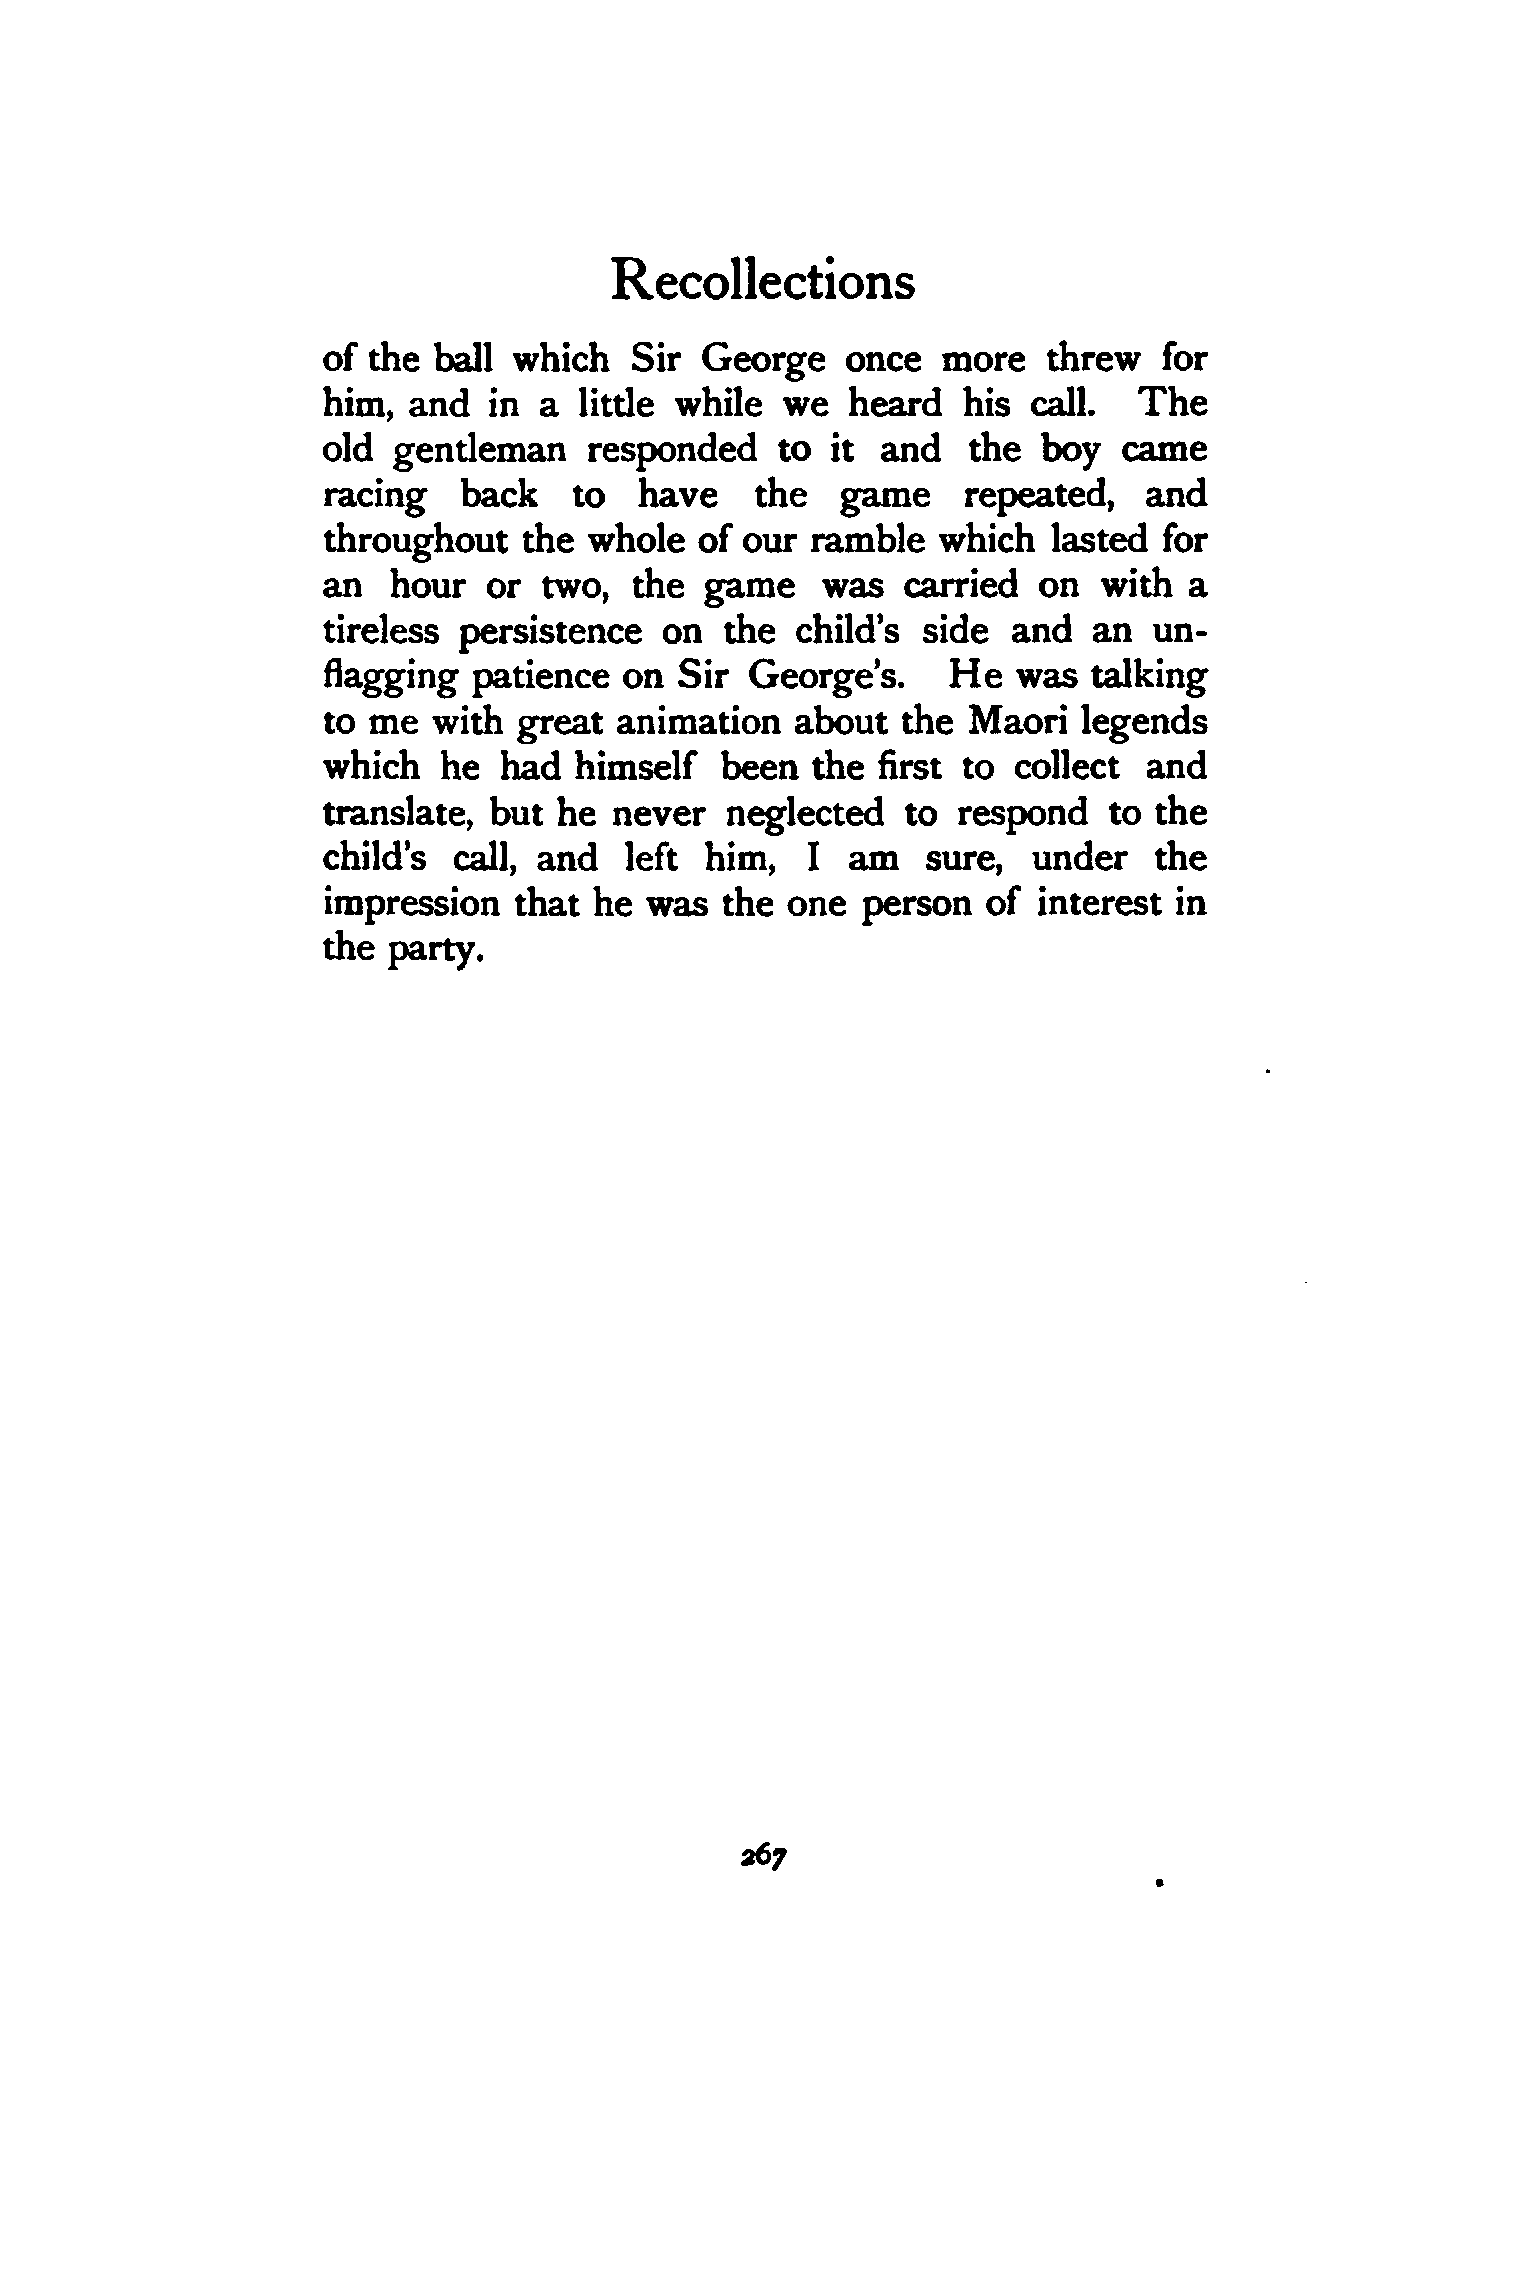 Recollections
of the ball which Sir George once more threw for
him, and in a little while we heard his call. The
old gentleman responded to it and the boy came
racing back to have the game repeated, and
throughout the whole of our ramble which lasted for
an hour or two, the game was carried on with a
tireless persistence on the child's side and an un-
flagging patience on Sir George's. He was talking
to me with great animation about the Maori legends
which he had himself been the first to collect and
translate, but he never neglected to respond to the
child's call, and left him, I am sure, under the
impression that he was the one person of interest in
the party.
267